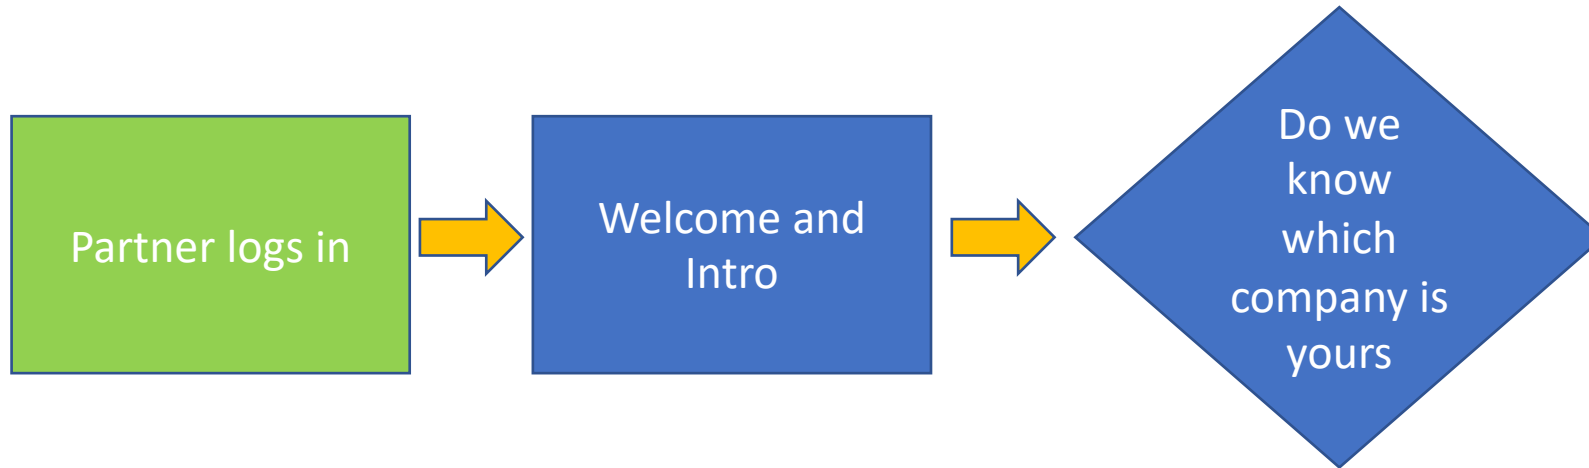 Partner logs in
Welcome and
Intro
Do we
know
which
company is
yours